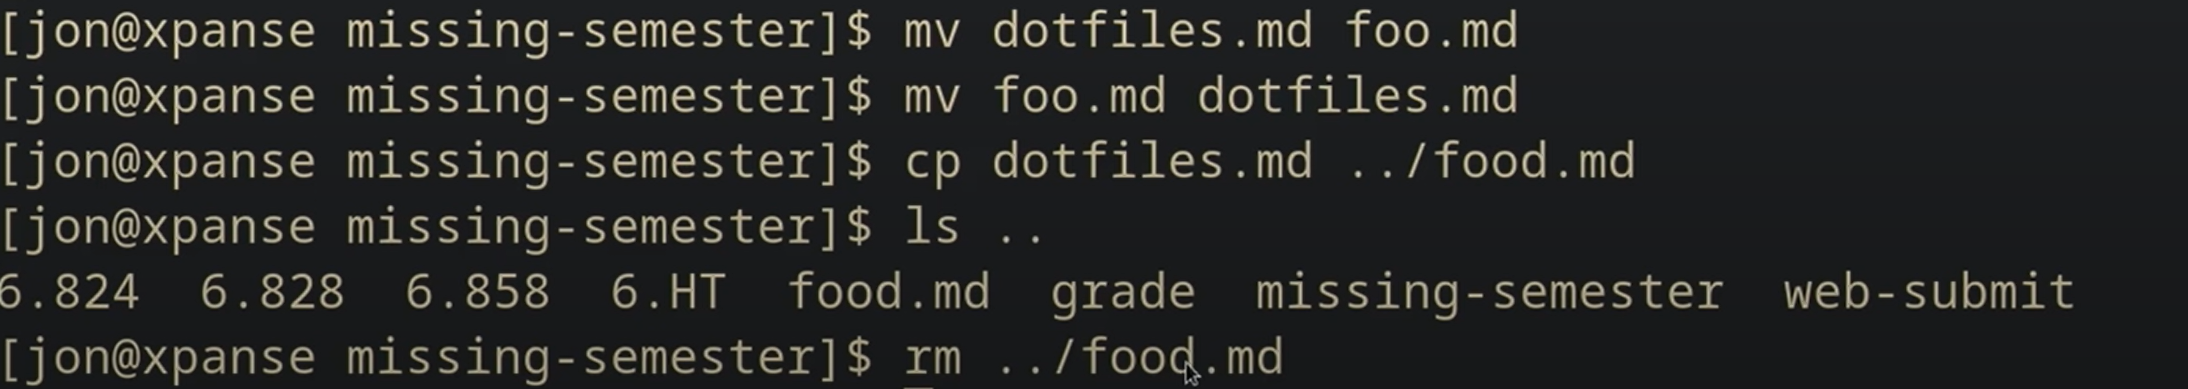 [jon@xpanse missing-semester]$ mv dotfiles.md foo.md
[jon@xpanse missing-semester]$ mv foo.md dotfiles.md
[jon@xpanse missing-semester]$ cp dotfiles.md ../food.md
[jon@xpanse missing-semester]$ ls ..
6.824  6.828  6.858  6.HT  food.md  grade  missing-semester  web-submit
[jon@xpanse missing-semester]$ rm ../food.md